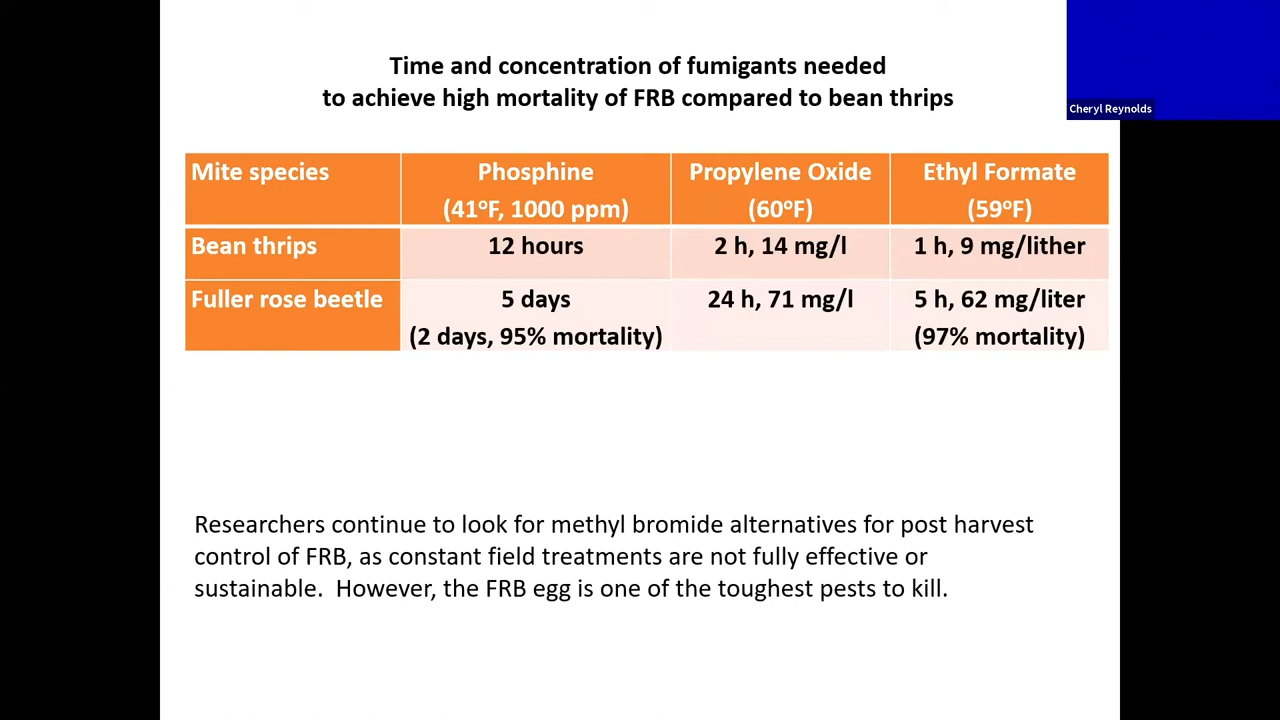 Time and concentration of fumigants needed
to achieve high mortality of FRB compared to bean thrips
Cheryl Reynolds
Mite species Phosphine Propylene Oxide Ethyl Formate
(41ºF, 1000 ppm) (60ºF) (59ºF)
Bean thrips 12 hours 2 h, 14 mg/l 1 h, 9 mg/lither
Fuller rose beetle 5 days 24 h, 71 mg/l 5 h, 62 mg/liter
(2 days, 95% mortality) (97% mortality)
Researchers continue to look for methyl bromide alternatives for post harvest
control of FRB, as constant field treatments are not fully effective or
sustainable. However, the FRB egg is one of the toughest pests to kill.